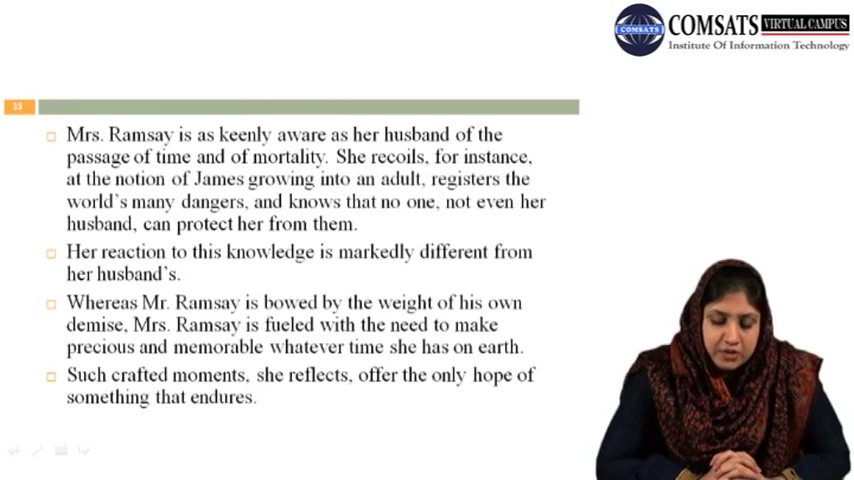 COMSATS VIRTUAL CAMPUS
COMSATS
Institute Of Information Technology
35
Mrs. Ramsay is as keenly aware as her husband of the
passage of time and of mortality. She recoils, for instance,
at the notion of James growing into an adult, registers the
world's many dangers, and knows that no one, not even her
husband, can protect her from them.
Her reaction to this knowledge is markedly different from
her husband's.
Whereas Mr. Ramsay is bowed by the weight of his own
demise, Mrs. Ramsay is fueled with the need to make
precious and memorable whatever time she has on earth.
Such crafted moments, she reflects, offer the only hope of
something that endures.